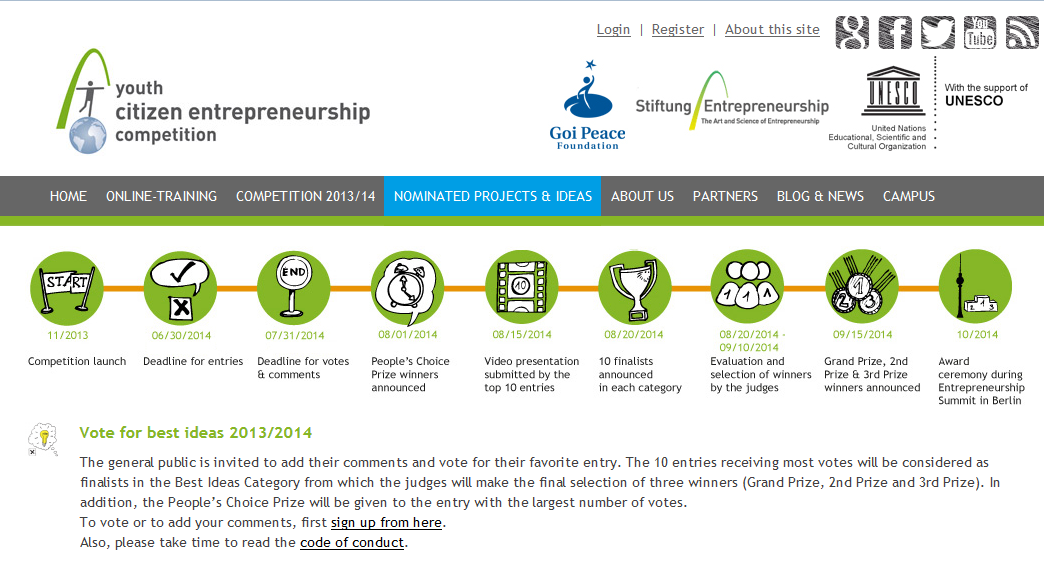 Login | Register | About this site
You
Tube
youth
citizen entrepreneurship
competition
Goi Peace
Foundation
Stiftung Entrepreneurship
The Art and Science of Entrepreneurship
UNESCO
United Nations
Educational, Scientific and
Cultural Organization
With the support of
UNESCO
HOME ONLINE-TRAINING COMPETITION 2013/14 NOMINATED PROJECTS & IDEAS ABOUT US PARTNERS BLOG & NEWS CAMPUS
START
END
10
1 1 1
1
2 3
11/2013
Competition launch
06/30/2014
Deadline for entries
07/31/2014
Deadline for votes
& comments
08/01/2014
People's Choice
Prize winners
announced
08/15/2014
Video presentation
submitted by the
top 10 entries
08/20/2014
10 finalists
announced
in each category
08/20/2014 -
09/10/2014
Evaluation and
selection of winners
by the judges
09/15/2014
Grand Prize, 2nd
Prize & 3rd Prize
winners announced
10/2014
Award
ceremony during
Entrepreneurship
Summit in Berlin
Vote for best ideas 2013/2014
The general public is invited to add their comments and vote for their favorite entry. The 10 entries receiving most votes will be considered as
finalists in the Best Ideas Category from which the judges will make the final selection of three winners (Grand Prize, 2nd Prize and 3rd Prize). In
addition, the People's Choice Prize will be given to the entry with the largest number of votes.
To vote or to add your comments, first sign up from here.
Also, please take time to read the code of conduct.